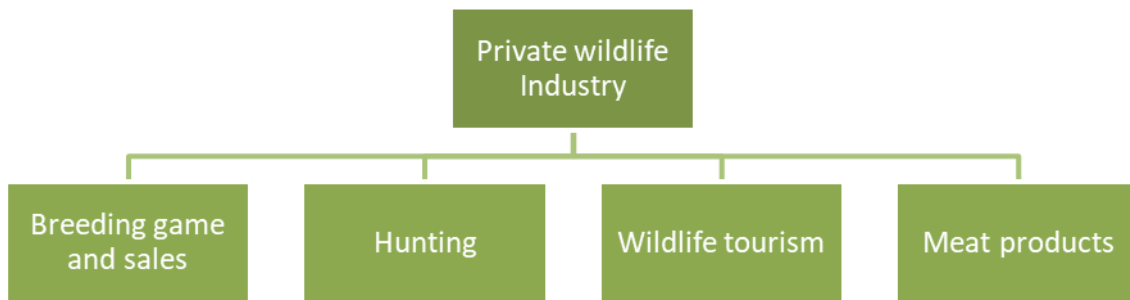 Private wildlife
Industry
Breeding game
and sales
Hunting
Wildlife tourism
Meat products